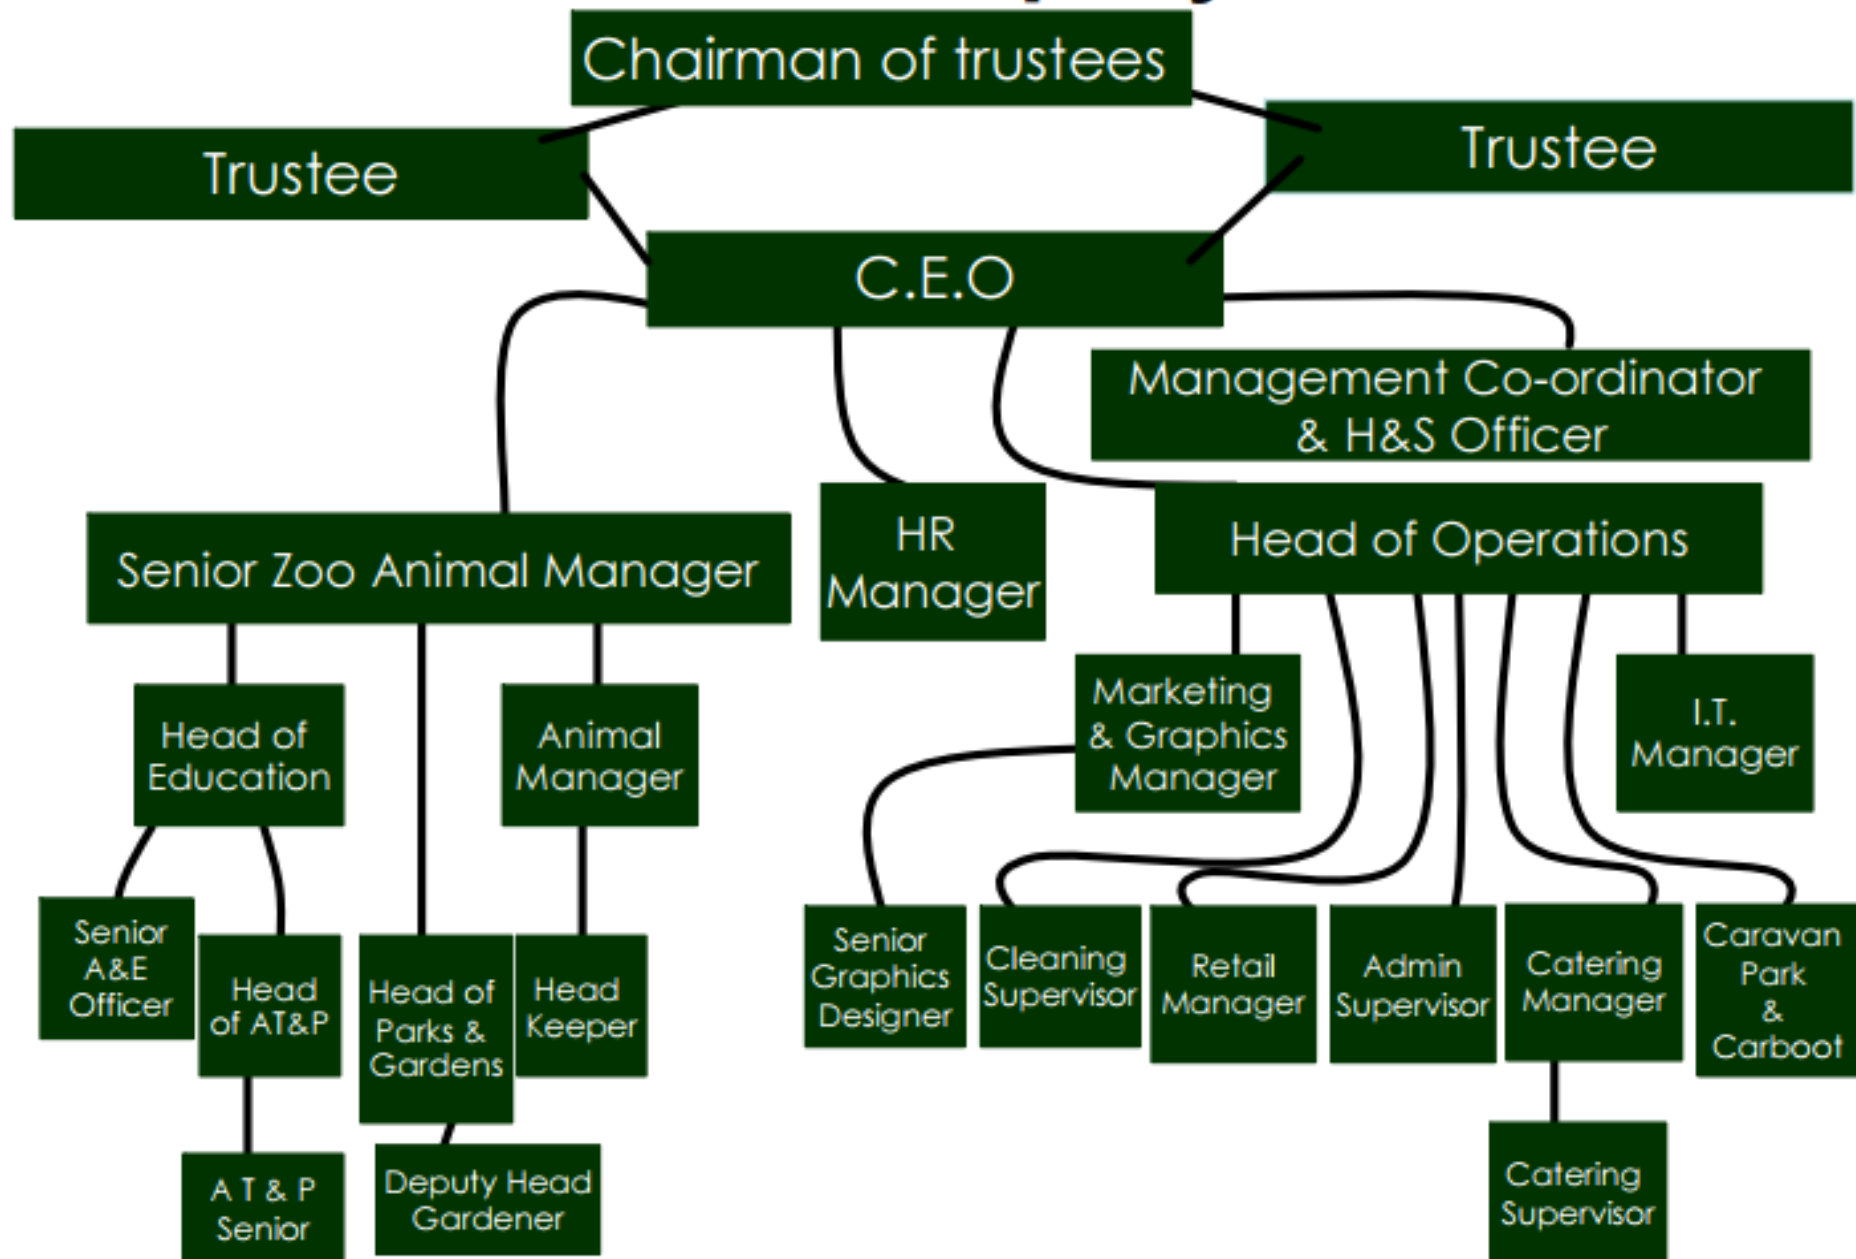 Chairman of trustees
Trustee
Trustee
C.E.O
Management Co-ordinator
& H&S Officer
Senior Zoo Animal Manager
HR
Manager
Head of Operations
Head of
Education
Animal
Manager
Marketing
& Graphics
Manager
I.T.
Manager
Senior
A&E
Officer
Head
of AT&P
Head of
Parks &
Gardens
Head
Keeper
Senior
Graphics
Designer
Cleaning
Supervisor
Retail
Manager
Admin
Supervisor
Catering
Manager
Caravan
Park
&
Carboot
A T & P
Senior
Deputy Head
Gardener
Catering
Supervisor